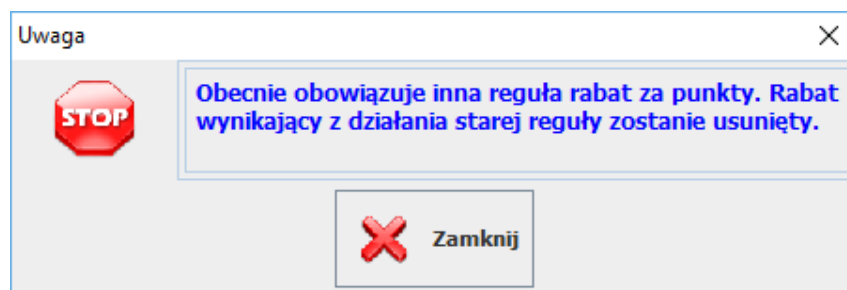 Uwaga
STOP
Obecnie obowiązuje inna reguła rabat za punkty. Rabat
wynikający z działania starej reguły zostanie usunięty.
Zamknij